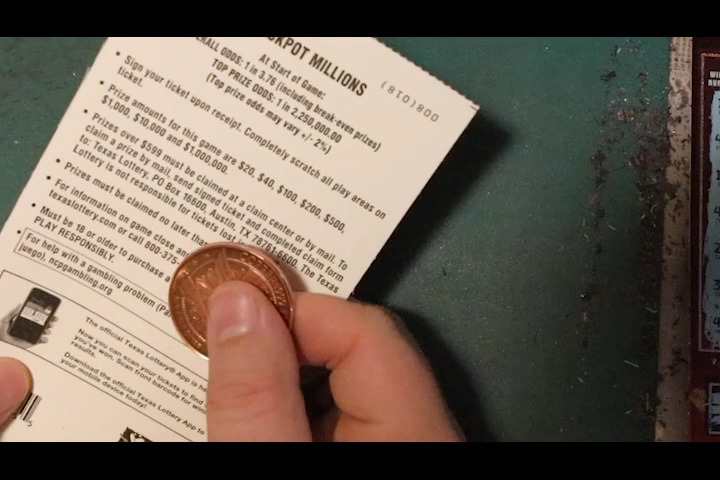 KPOT MILLIONS
At Start of Game:
ERALL ODDS: 1 in 3.76 (including break-even prizes)
TOP PRIZE ODDS: 1 in 2,250,000.00
(Top prize odds may vary +/- 2%)
(810)800
• Sign your ticket upon receipt. Completely scratch all play areas on
ticket.
• Prize amounts for this game are $20, $40, $100, $200, $500,
$1,000, $10,000 and $1,000,000.
• Prizes over $599 must be claimed at a claim center or by mail. To
claim a prize by mail, send signed ticket and completed claim form
to: Texas Lottery, PO Box 16600, Austin, TX 78761-6600. The Texas
Lottery is not responsible for tickets lost
• Prizes must be claimed no later than
• For information on game close and
texaslottery.com or call 800-375-
• Must be 18 or older to purchase a
PLAY RESPONSIBLY.
For help with a gambling problem
juego), ncpgambling.org
The official Texas Lottery® App is he
Now you can scan your tickets to find
you've won. Scan front barcode for win
results.
Download the official Texas Lottery App to
your mobile device today!